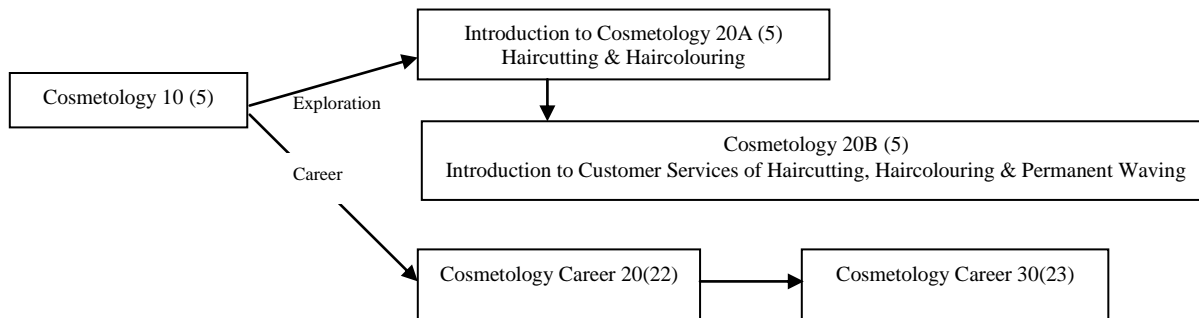 Introduction to Cosmetology 20A (5)
Haircutting & Haircolouring
Cosmetology 10 (5)
Exploration
Cosmetology 20B (5)
Introduction to Customer Services of Haircutting, Haircolouring & Permanent Waving
Career
Cosmetology Career 20(22)
Cosmetology Career 30(23)